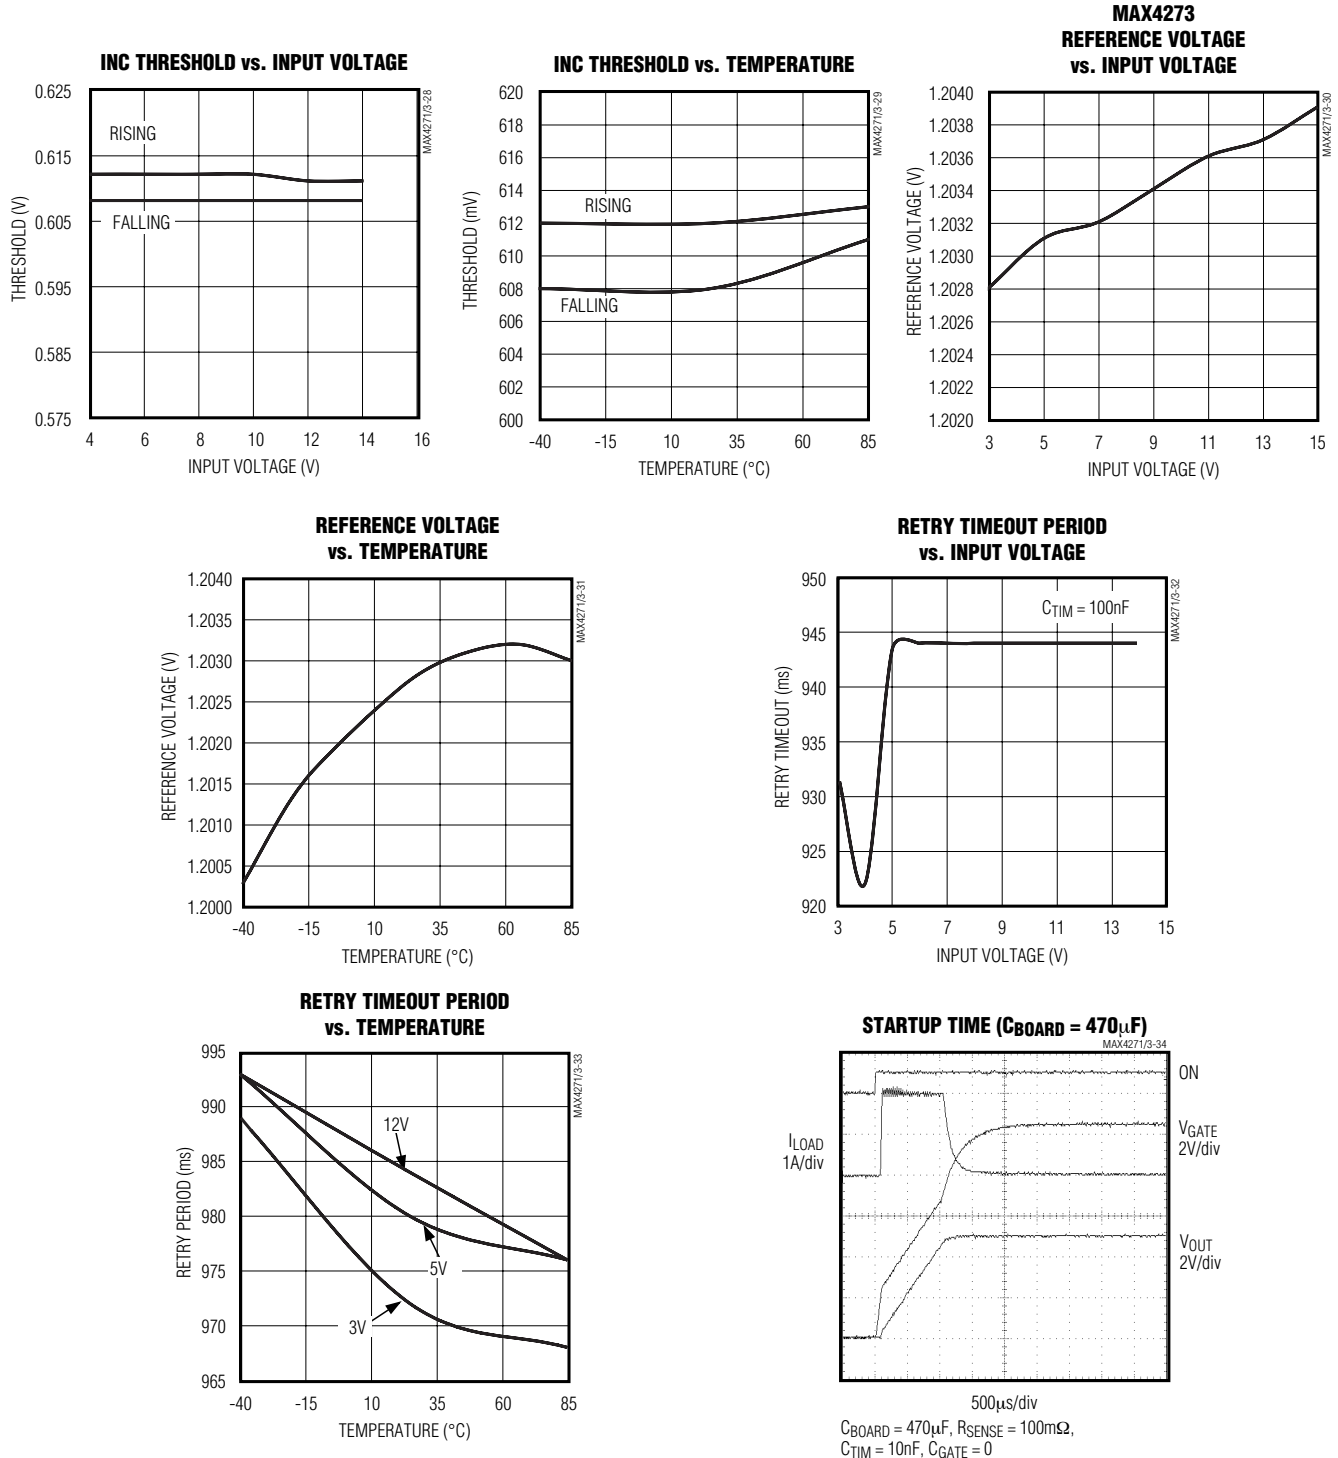 INC THRESHOLD vs. INPUT VOLTAGE
0.625
0.615
0.605
0.595
0.585
0.575
THRESHOLD (V)
RISING
FALLING
4 6 8 10 12 14 16
INPUT VOLTAGE (V)
MAX4271/3-28
INC THRESHOLD vs. TEMPERATURE
620
618
616
614
612
610
608
606
604
602
600
THRESHOLD (mV)
RISING
FALLING
-40 -15 10 35 60 85
TEMPERATURE (°C)
MAX4271/3-29
MAX4273
REFERENCE VOLTAGE
vs. INPUT VOLTAGE
1.2040
1.2038
1.2036
1.2034
1.2032
1.2030
1.2028
1.2026
1.2024
1.2022
1.2020
REFERENCE VOLTAGE (V)
3 5 7 9 11 13 15
INPUT VOLTAGE (V)
MAX4271/3-30
REFERENCE VOLTAGE
vs. TEMPERATURE
1.2040
1.2035
1.2030
1.2025
1.2020
1.2015
1.2010
1.2005
1.2000
REFERENCE VOLTAGE (V)
-40 -15 10 35 60 85
TEMPERATURE (°C)
MAX4271/3-31
RETRY TIMEOUT PERIOD
vs. INPUT VOLTAGE
950
945
940
935
930
925
920
RETRY TIMEOUT (ms)
CTIM = 100nF
3 5 7 9 11 13 15
INPUT VOLTAGE (V)
MAX4271/3-32
RETRY TIMEOUT PERIOD
vs. TEMPERATURE
995
990
985
980
975
970
965
RETRY PERIOD (ms)
12V
5V
3V
-40 -15 10 35 60 85
TEMPERATURE (°C)
MAX4271/3-33
STARTUP TIME (CBOARD = 470µF)
MAX4271/3-34
ON
ILOAD
1A/div
VGATE
2V/div
VOUT
2V/div
500µs/div
CBOARD = 470µF, RSENSE = 100mΩ,
CTIM = 10nF, CGATE = 0